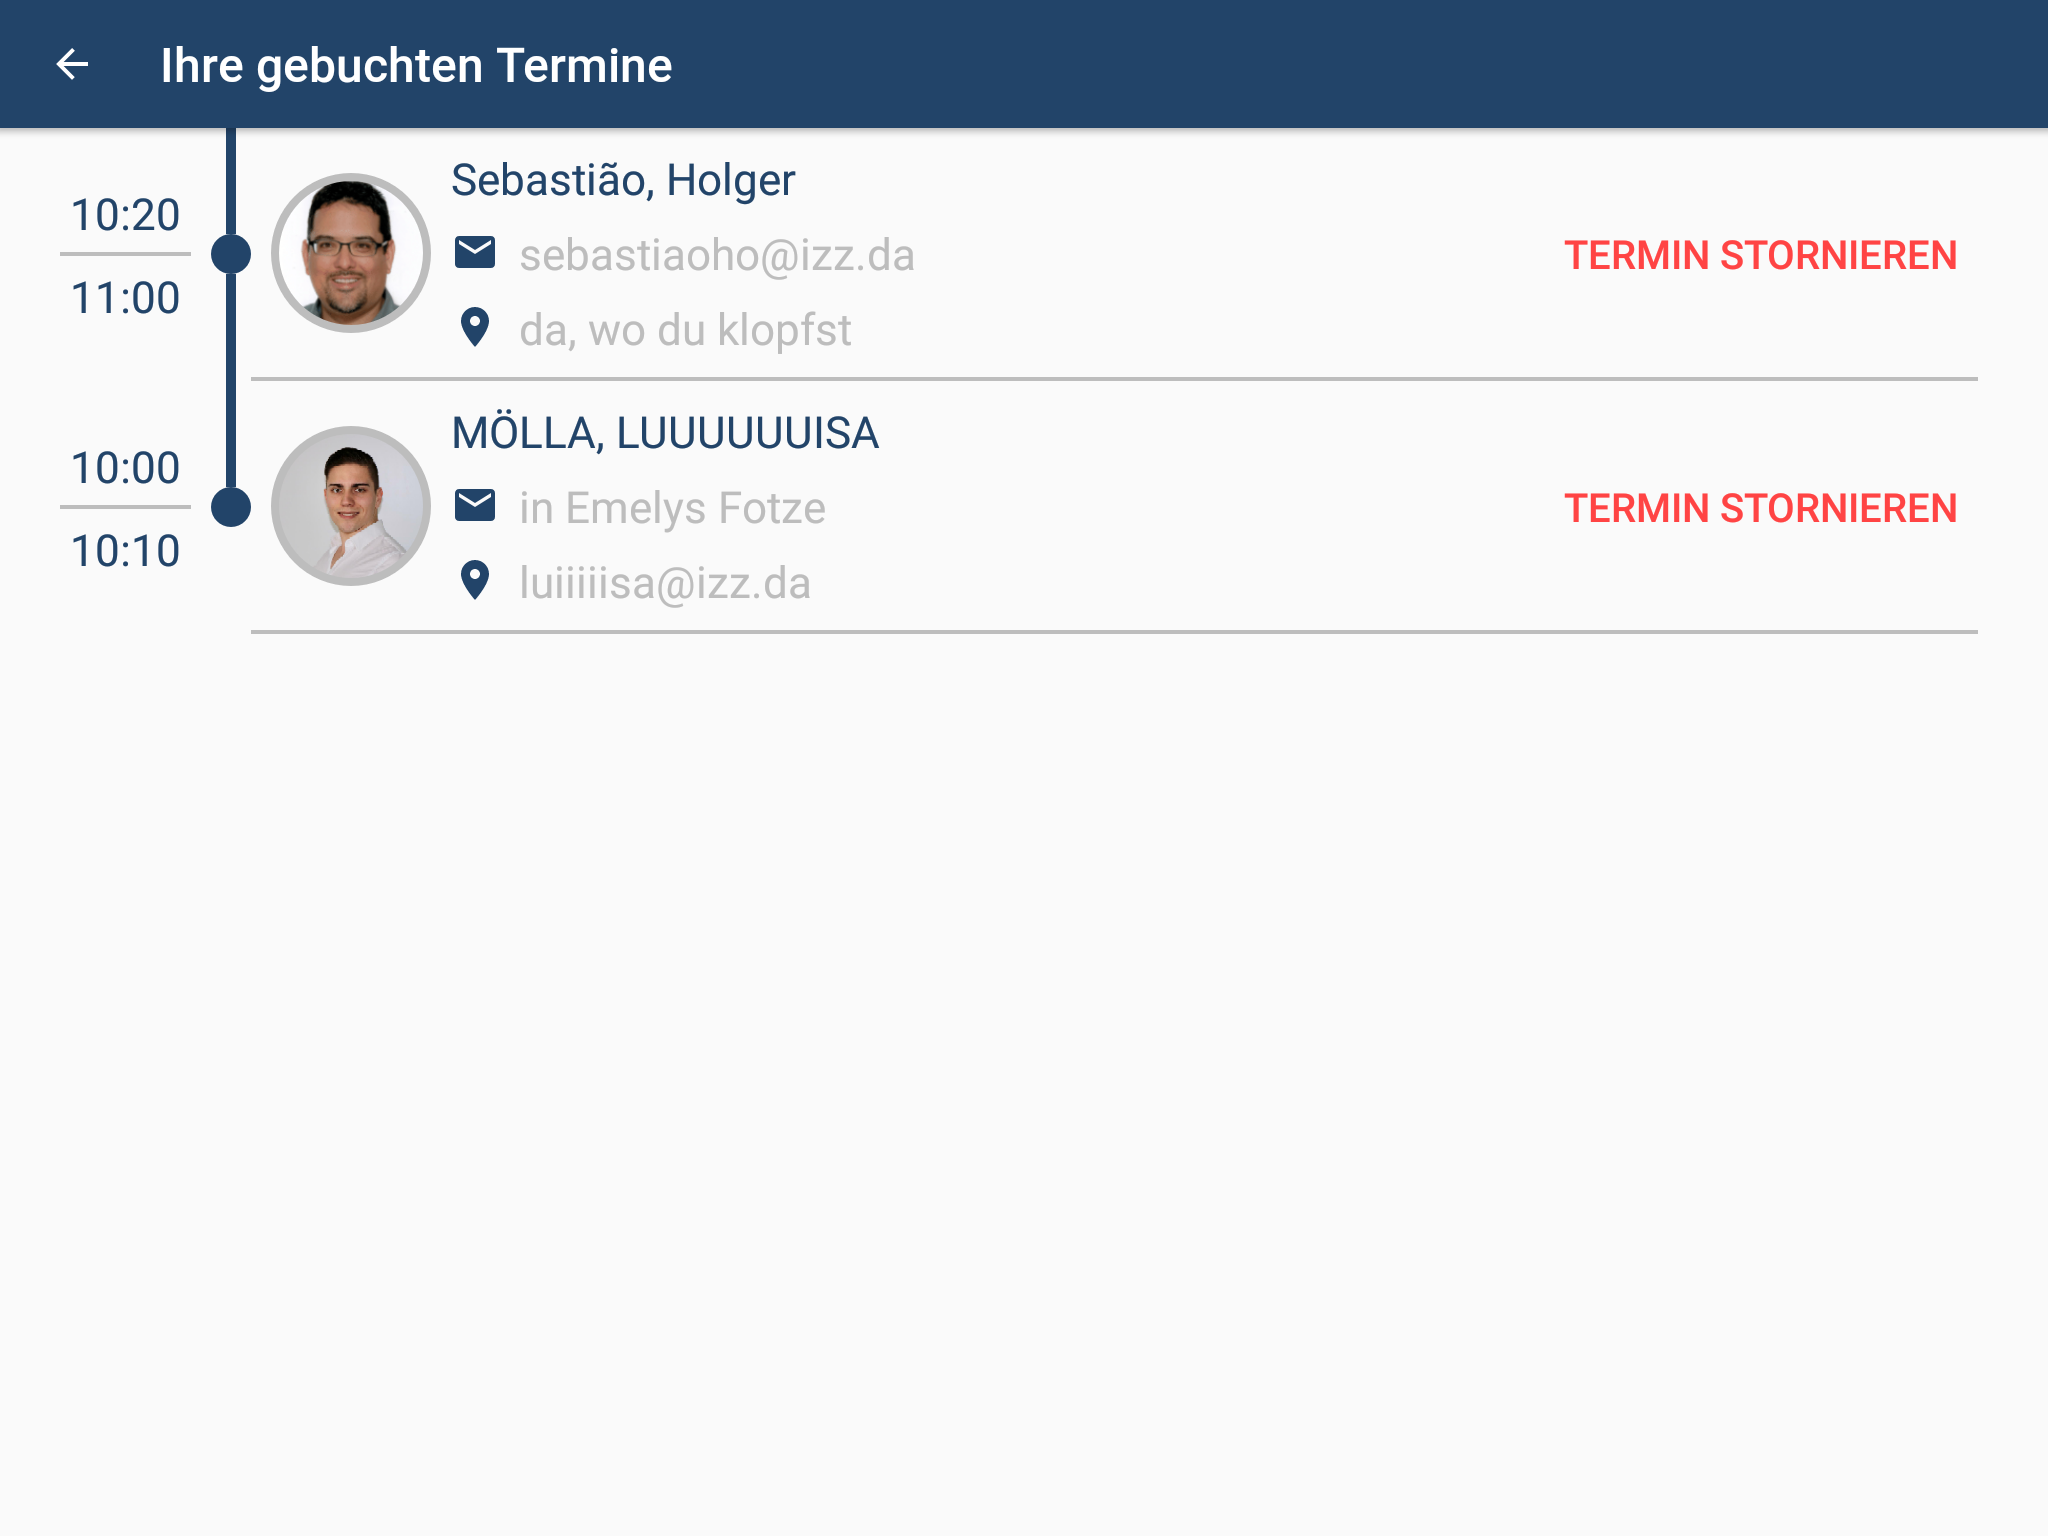 Ihre gebuchten Termine
10:20
11:00
Sebastião, Holger
sebastiaoho@izz.da
da, wo du klopfst
TERMIN STORNIEREN
10:00
10:10
MÖLLA, LUUUUUUISA
in Emelys Fotze
luiiiiisa@izz.da
TERMIN STORNIEREN